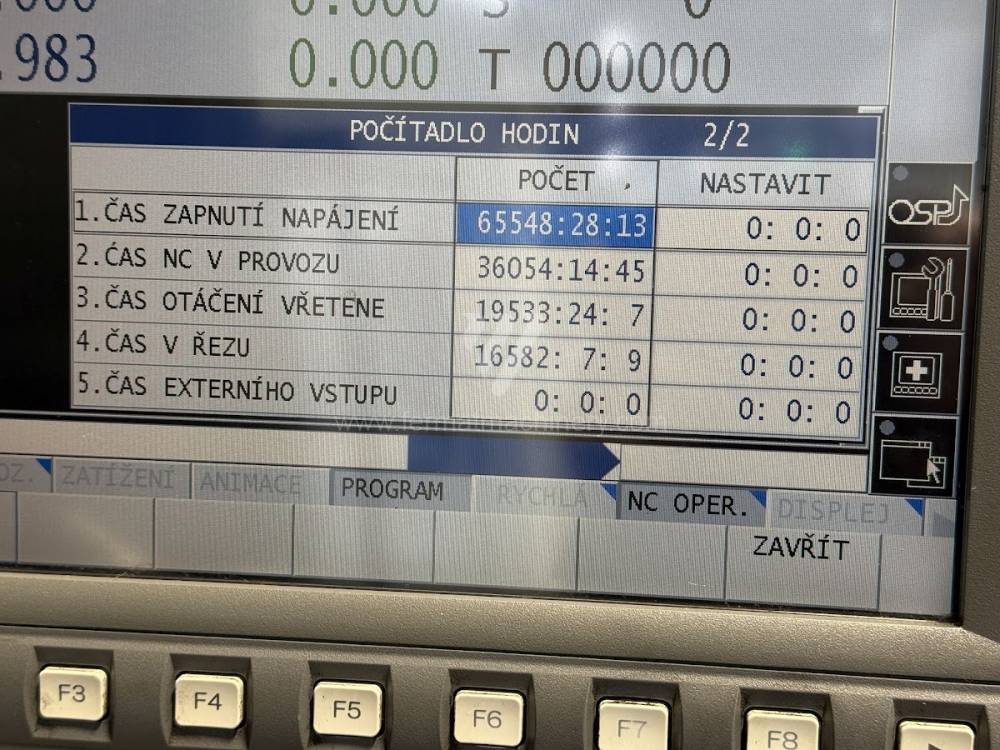 0.000 S 0
.983 0.000 T 000000
POČÍTADLO HODIN 2/2
POČET NASTAVIT
1.ČAS ZAPNUTÍ NAPÁJENÍ 65548:28:13 0: 0: 0
2.ČAS NC V PROVOZU 36054:14:45 0: 0: 0
3.ČAS OTÁČENÍ VŘETENE 19533:24: 7 0: 0: 0
4.ČAS V ŘEZU 16582: 7: 9 0: 0: 0
5.ČAS EXTERNÍHO VSTUPU 0: 0: 0 0: 0: 0
OSP
www.fermatmachinery.com
OZ. ZATÍŽENÍ ANIMACE PROGRAM RYCHLÁ NC OPER. DISPLEJ
ZAVŘÍT
F3 F4 F5 F6 F7 F8